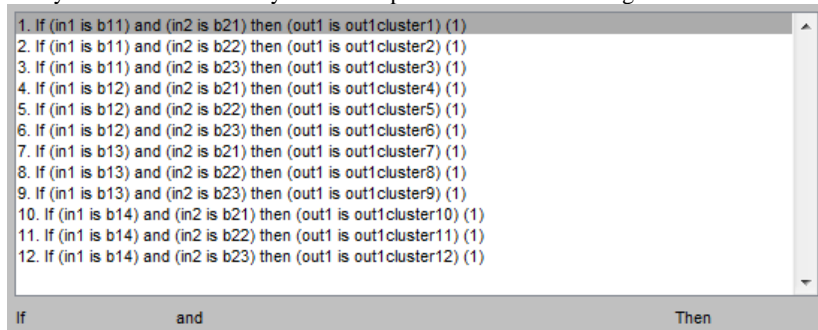 1. If (in1 is b11) and (in2 is b21) then (out1 is out1cluster1) (1)
2. If (in1 is b11) and (in2 is b22) then (out1 is out1cluster2) (1)
3. If (in1 is b11) and (in2 is b23) then (out1 is out1cluster3) (1)
4. If (in1 is b12) and (in2 is b21) then (out1 is out1cluster4) (1)
5. If (in1 is b12) and (in2 is b22) then (out1 is out1cluster5) (1)
6. If (in1 is b12) and (in2 is b23) then (out1 is out1cluster6) (1)
7. If (in1 is b13) and (in2 is b21) then (out1 is out1cluster7) (1)
8. If (in1 is b13) and (in2 is b22) then (out1 is out1cluster8) (1)
9. If (in1 is b13) and (in2 is b23) then (out1 is out1cluster9) (1)
10. If (in1 is b14) and (in2 is b21) then (out1 is out1cluster10) (1)
11. If (in1 is b14) and (in2 is b22) then (out1 is out1cluster11) (1)
12. If (in1 is b14) and (in2 is b23) then (out1 is out1cluster12) (1)
If and Then